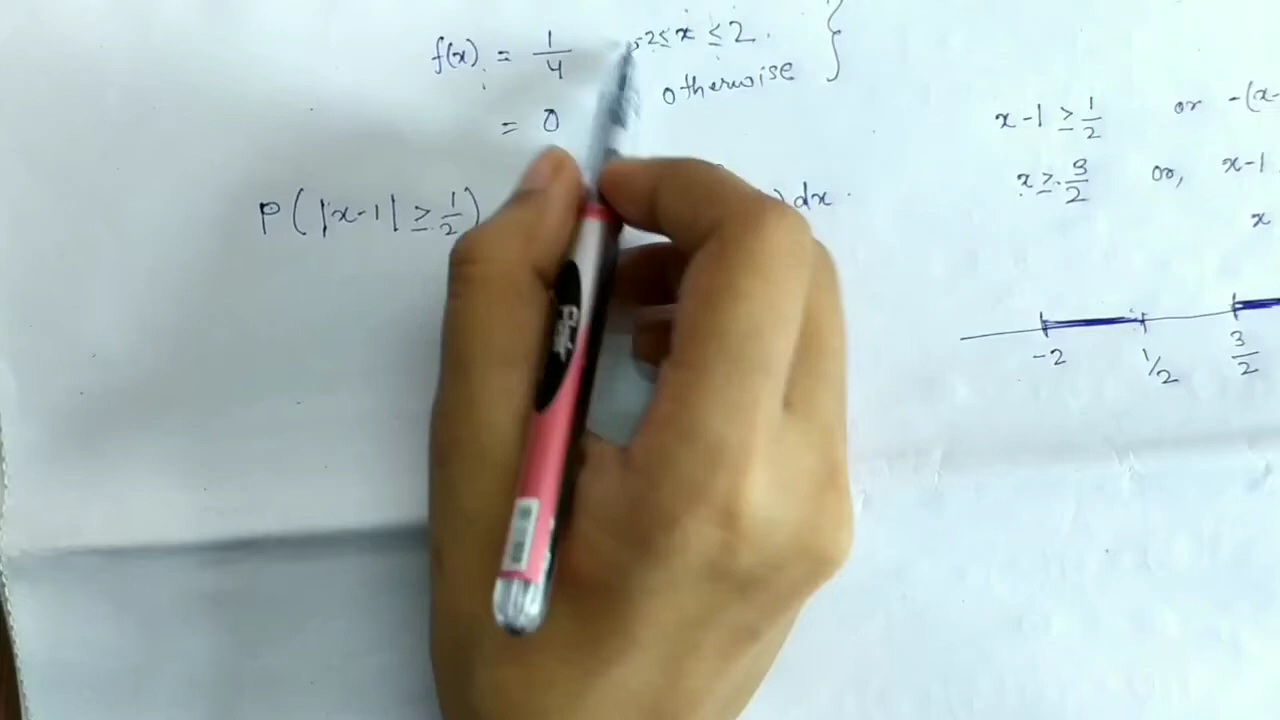 f(x) = 1/4 -2 ≤ x ≤ 2 .
= 0 otherwise }
P ( |x-1| ≥ 1/2 ) ) dx .
x-1 ≥ 1/2 or -(x-
x ≥ 3/2 or, x-1
x
-2 1/2 3/2